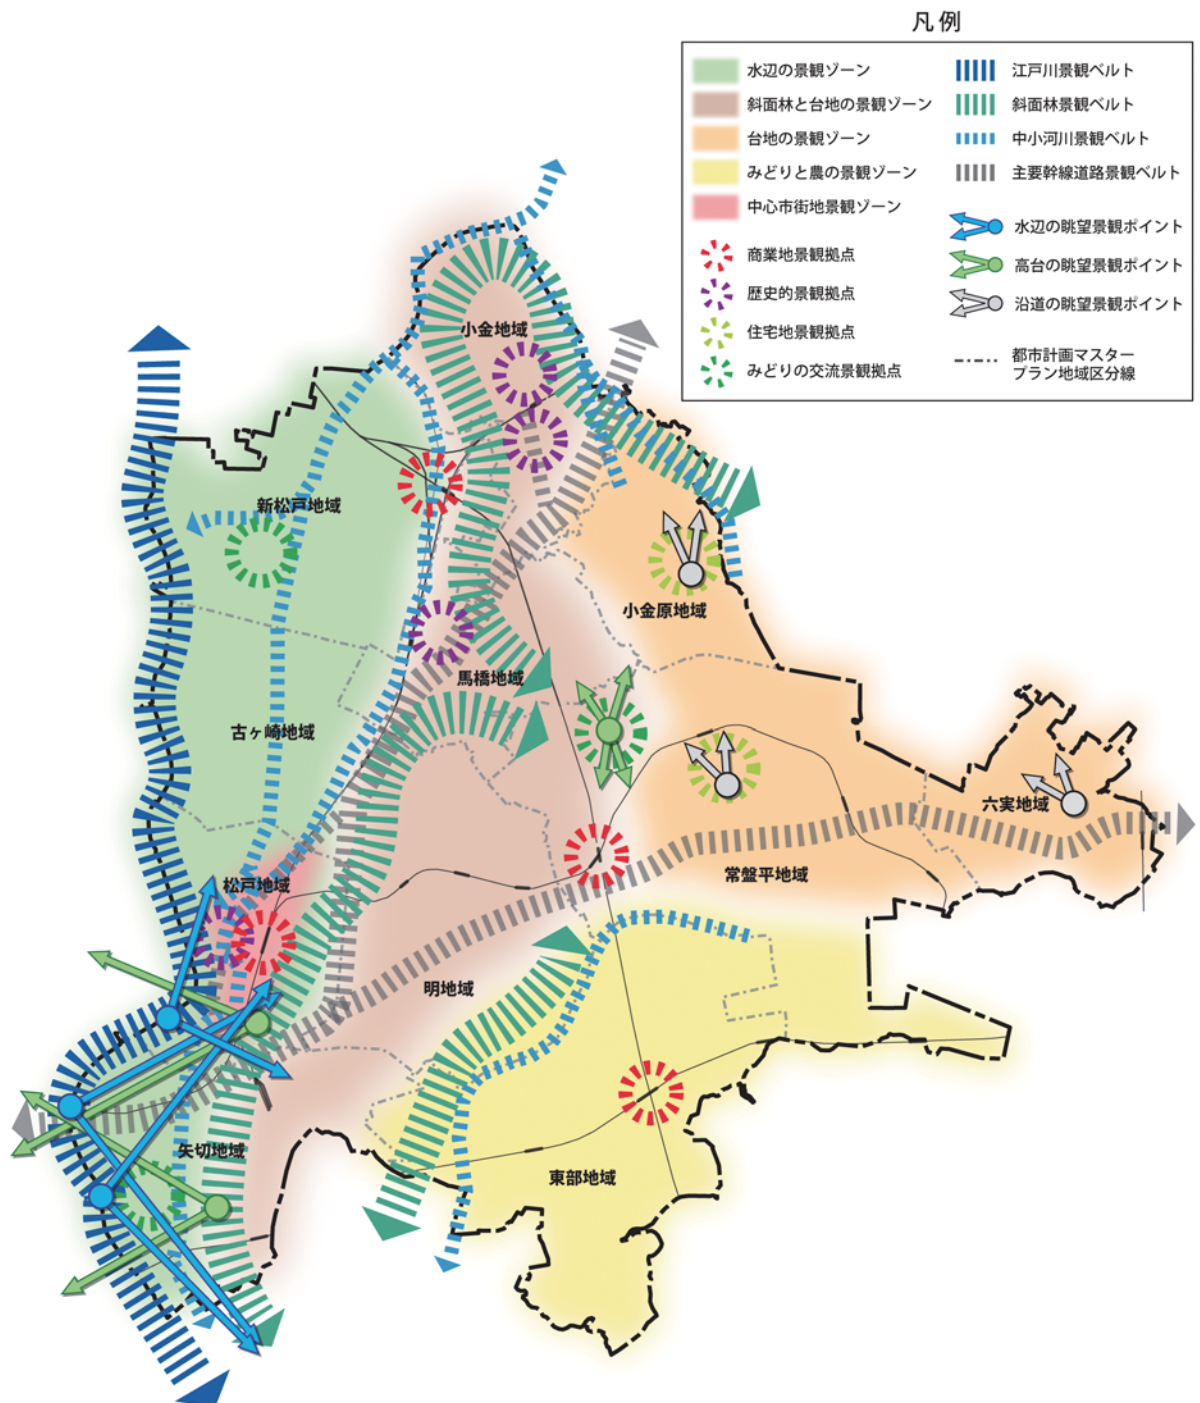 凡例
水辺の景観ゾーン
斜面林と台地の景観ゾーン
台地の景観ゾーン
みどりと農の景観ゾーン
中心市街地景観ゾーン
商業地景観拠点
歴史的景観拠点
住宅地景観拠点
みどりの交流景観拠点
江戸川景観ベルト
斜面林景観ベルト
中小河川景観ベルト
主要幹線道路景観ベルト
水辺の眺望景観ポイント
高台の眺望景観ポイント
沿道の眺望景観ポイント
都市計画マスター
プラン地域区分線
小金地域
新松戸地域
小金原地域
馬橋地域
古ヶ崎地域
六実地域
常盤平地域
松戸地域
明地域
矢切地域
東部地域